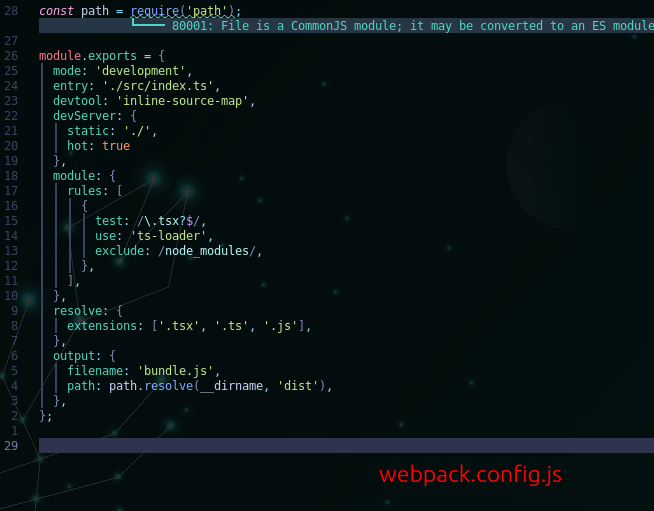 28 const path = require('path');
80001: File is a CommonJS module; it may be converted to an ES module
27
26 module.exports = {
25 mode: 'development',
24 entry: './src/index.ts',
23 devtool: 'inline-source-map',
22 devServer: {
21 static: './',
20 hot: true
19 },
18 module: {
17 rules: [
16 {
15 test: /\.tsx?$/,
14 use: 'ts-loader',
13 exclude: /node_modules/,
12 },
11 ],
10 },
9 resolve: {
8 extensions: ['.tsx', '.ts', '.js'],
7 },
6 output: {
5 filename: 'bundle.js',
4 path: path.resolve(__dirname, 'dist'),
3 },
2 };
1
29
webpack.config.js